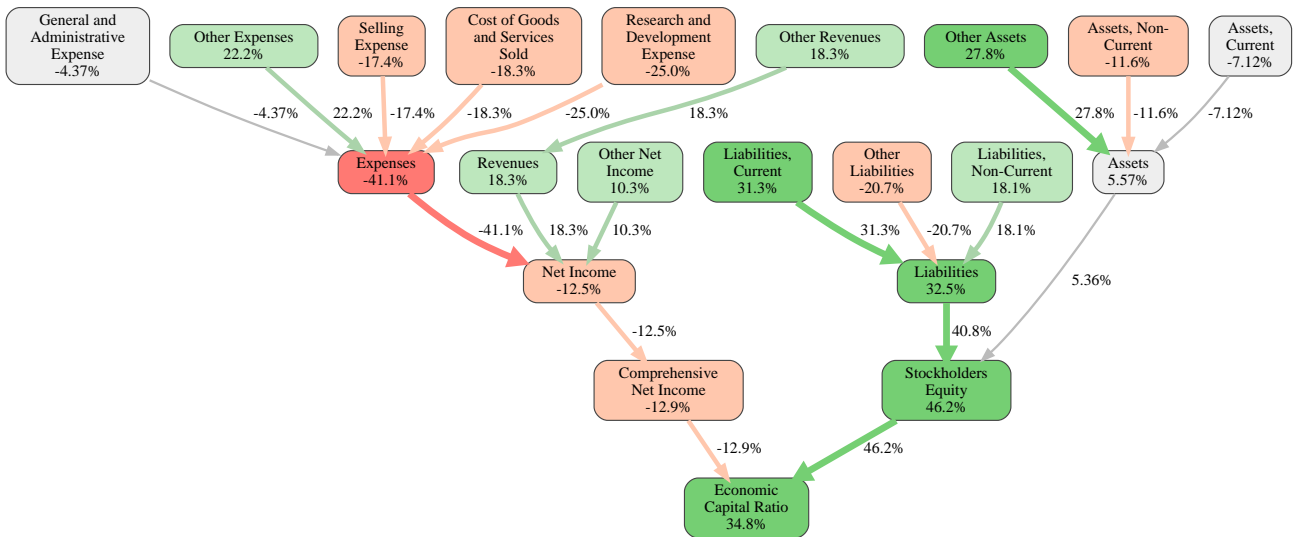 General and
Administrative
Expense
-4.37%
Other Expenses
22.2%
Selling
Expense
-17.4%
Cost of Goods
and Services
Sold
-18.3%
Research and
Development
Expense
-25.0%
Other Revenues
18.3%
Other Assets
27.8%
Assets, Non-
Current
-11.6%
Assets,
Current
-7.12%
-4.37%
22.2%
-17.4%
-18.3%
-25.0%
18.3%
27.8%
-11.6%
-7.12%
Expenses
-41.1%
Revenues
18.3%
Other Net
Income
10.3%
Liabilities,
Current
31.3%
Other
Liabilities
-20.7%
Liabilities,
Non-Current
18.1%
Assets
5.57%
-41.1%
18.3%
10.3%
31.3%
-20.7%
18.1%
Net Income
-12.5%
Liabilities
32.5%
5.36%
-12.5%
40.8%
Comprehensive
Net Income
-12.9%
Stockholders
Equity
46.2%
-12.9%
46.2%
Economic
Capital Ratio
34.8%